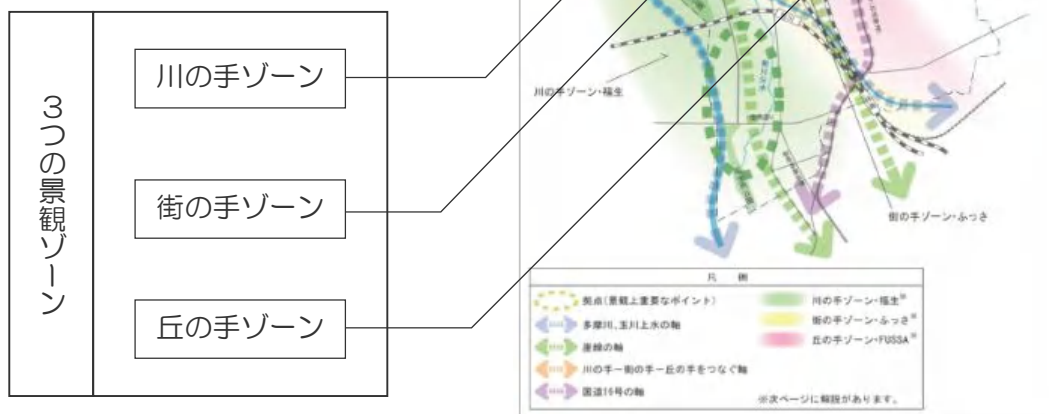 3つの景観ゾーン
川の手ゾーン
街の手ゾーン
丘の手ゾーン
川の手ゾーン・福生
街の手ゾーン・ふっさ
凡 例
拠点(景観上重要なポイント)
多摩川、玉川上水の軸
崖線の軸
川の手ー街の手ー丘の手をつなぐ軸
国道16号の軸
川の手ゾーン・福生※
街の手ゾーン・ふっさ※
丘の手ゾーン・FUSSA※
※次ページに解説があります。